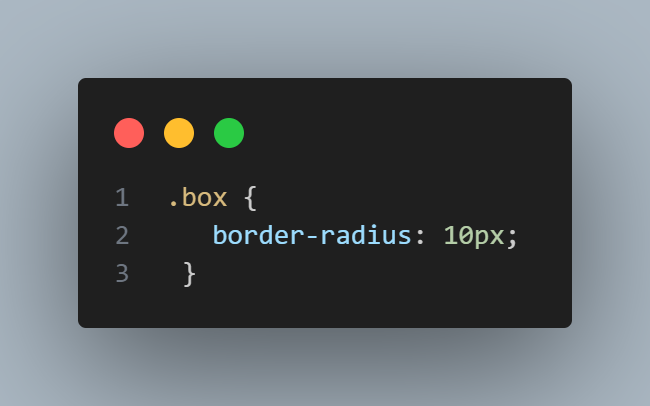 1 .box {
2 border-radius: 10px;
3 }